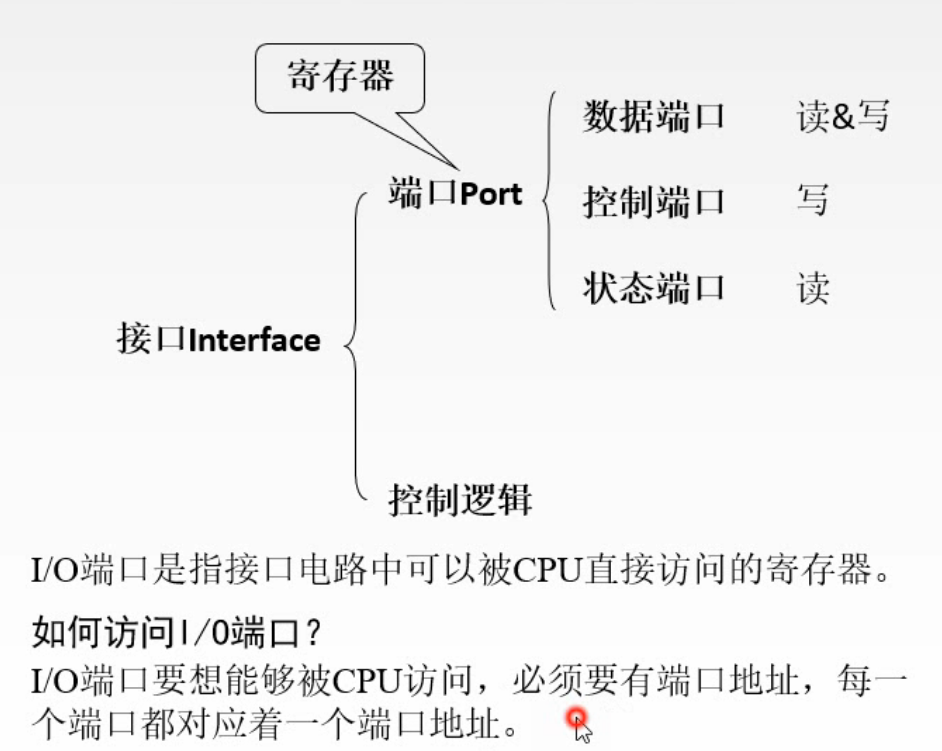 寄存器
数据端口 读&写
端口Port
控制端口 写
状态端口 读
接口Interface
控制逻辑
I/O端口是指接口电路中可以被CPU直接访问的寄存器。
如何访问I/O端口？
I/O端口要想能够被CPU访问，必须要有端口地址，每一
个端口都对应着一个端口地址。